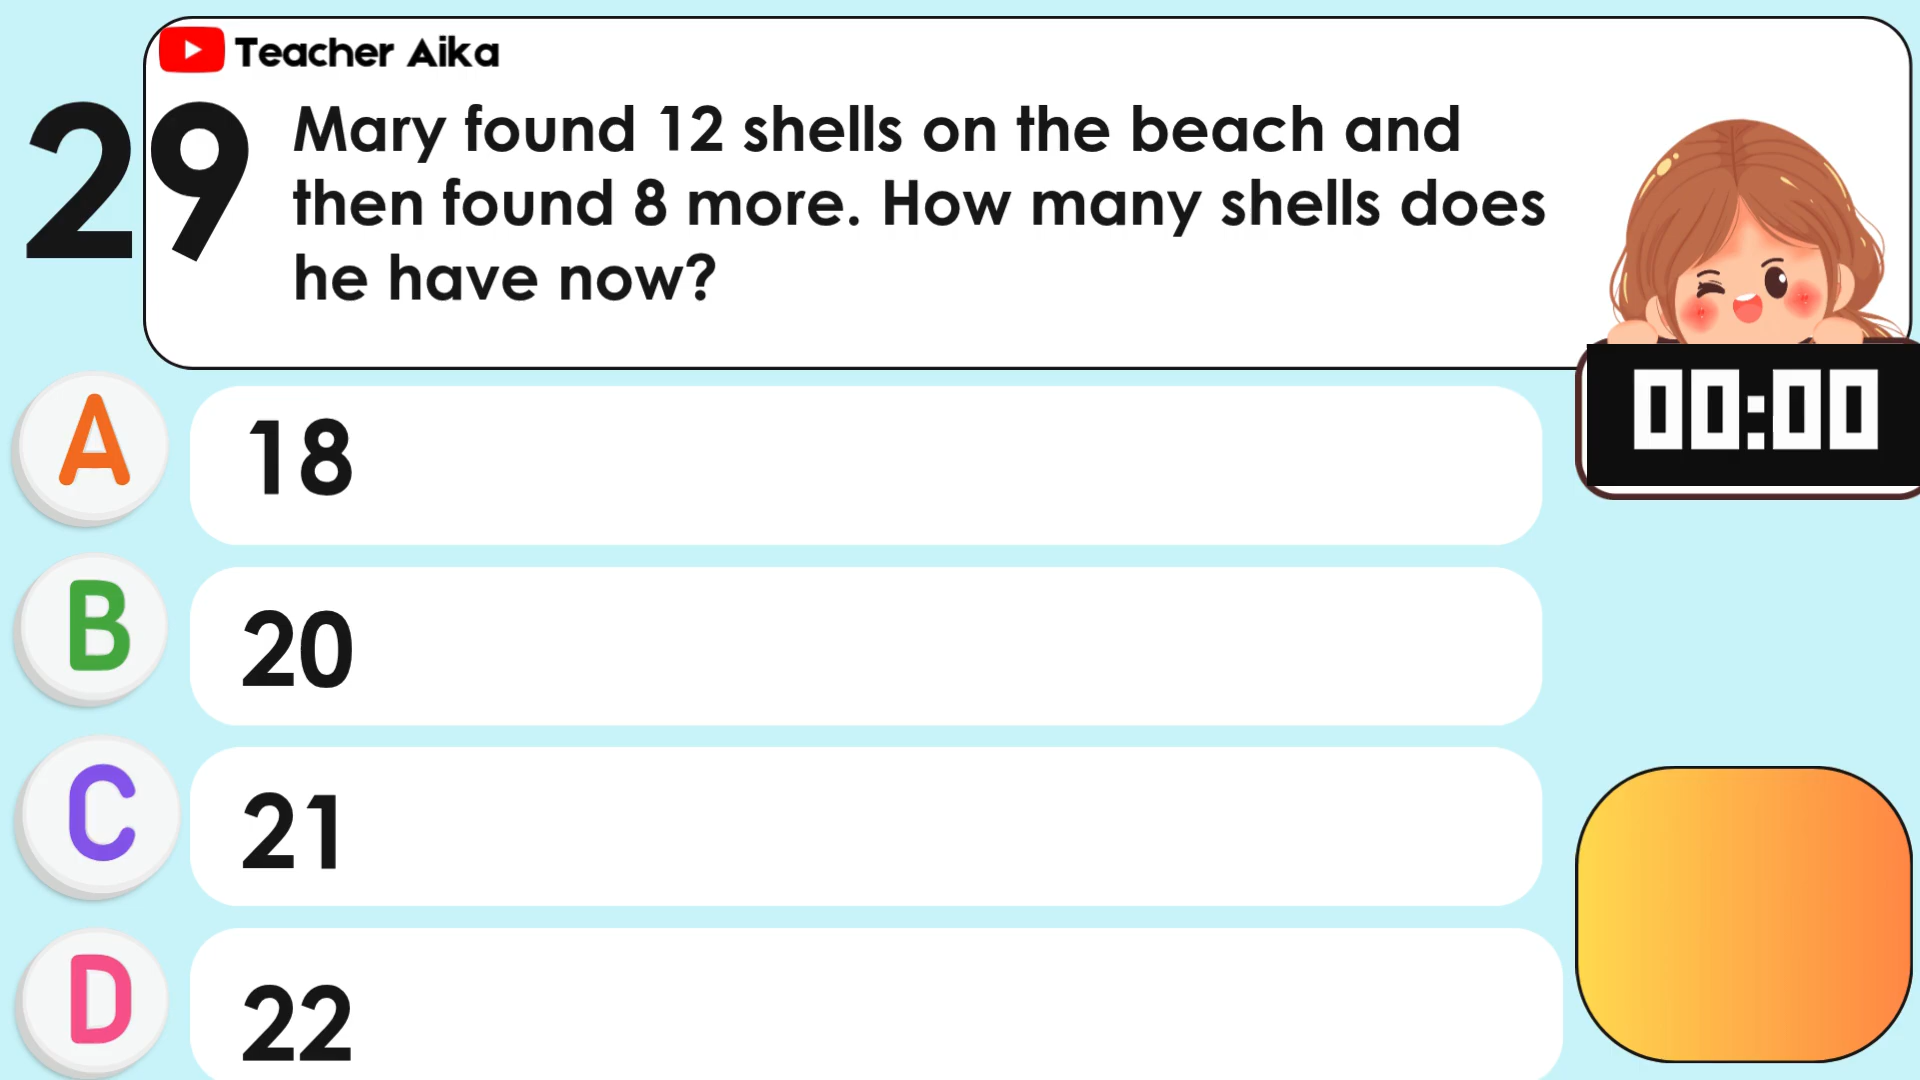 Teacher Aika
29
Mary found 12 shells on the beach and
then found 8 more. How many shells does
he have now?
00:00
A
18
B
20
C
21
D
22